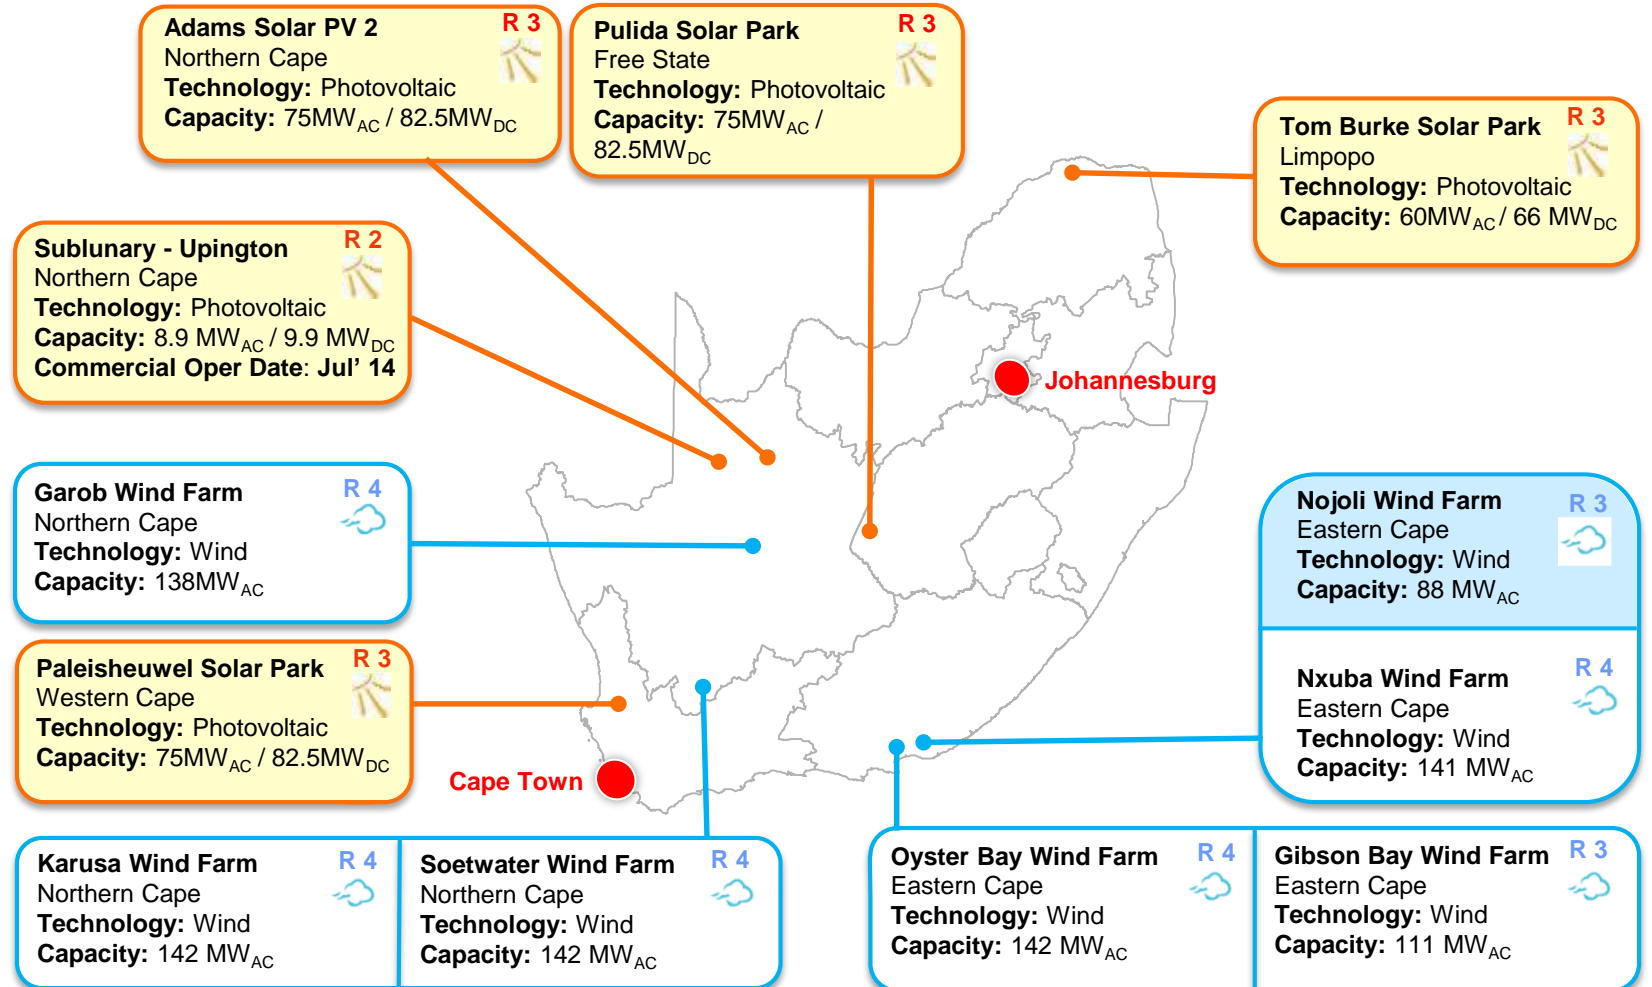 Adams Solar PV 2
R 3
Northern Cape
Technology: Photovoltaic
Capacity: 75MWAC / 82.5MWDC
Pulida Solar Park
R 3
Free State
Technology: Photovoltaic
Capacity: 75MWAC /
82.5MWDC
Tom Burke Solar Park
R 3
Limpopo
Technology: Photovoltaic
Capacity: 60MWAC / 66 MWDC
Sublunary - Upington
R 2
Northern Cape
Technology: Photovoltaic
Capacity: 8.9 MWAC / 9.9 MWDC
Commercial Oper Date: Jul' 14
Johannesburg
Garob Wind Farm
R 4
Northern Cape
Technology: Wind
Capacity: 138MWAC
Nojoli Wind Farm
R 3
Eastern Cape
Technology: Wind
Capacity: 88 MWAC
Paleisheuwel Solar Park
R 3
Western Cape
Technology: Photovoltaic
Capacity: 75MWAC / 82.5MWDC
Nxuba Wind Farm
R 4
Eastern Cape
Technology: Wind
Capacity: 141 MWAC
Cape Town
Karusa Wind Farm
R 4
Northern Cape
Technology: Wind
Capacity: 142 MWAC
Soetwater Wind Farm
R 4
Northern Cape
Technology: Wind
Capacity: 142 MWAC
Oyster Bay Wind Farm
R 4
Eastern Cape
Technology: Wind
Capacity: 142 MWAC
Gibson Bay Wind Farm
R 3
Eastern Cape
Technology: Wind
Capacity: 111 MWAC